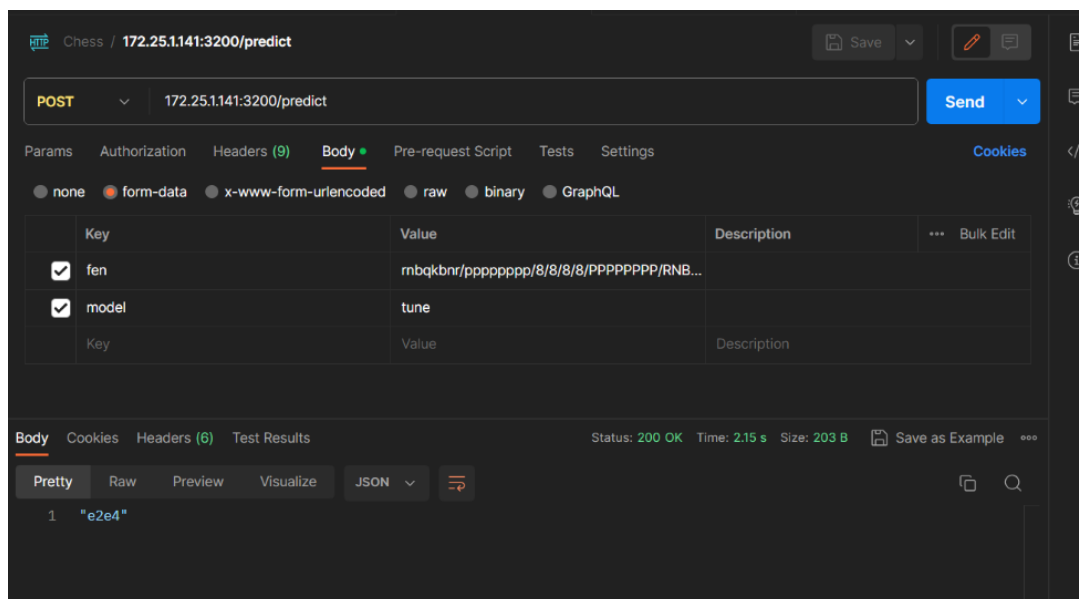 HTTP Chess / 172.25.1.141:3200/predict Save
POST 172.25.1.141:3200/predict Send
Params Authorization Headers (9) Body Pre-request Script Tests Settings Cookies
none form-data x-www-form-urlencoded raw binary GraphQL
Key Value Description ••• Bulk Edit
fen rnbqkbnr/pppppppp/8/8/8/8/PPPPPPPP/RNB...
model tune
Key Value Description
Body Cookies Headers (6) Test Results Status: 200 OK Time: 2.15 s Size: 203 B Save as Example
Pretty Raw Preview Visualize JSON
1 "e2e4"